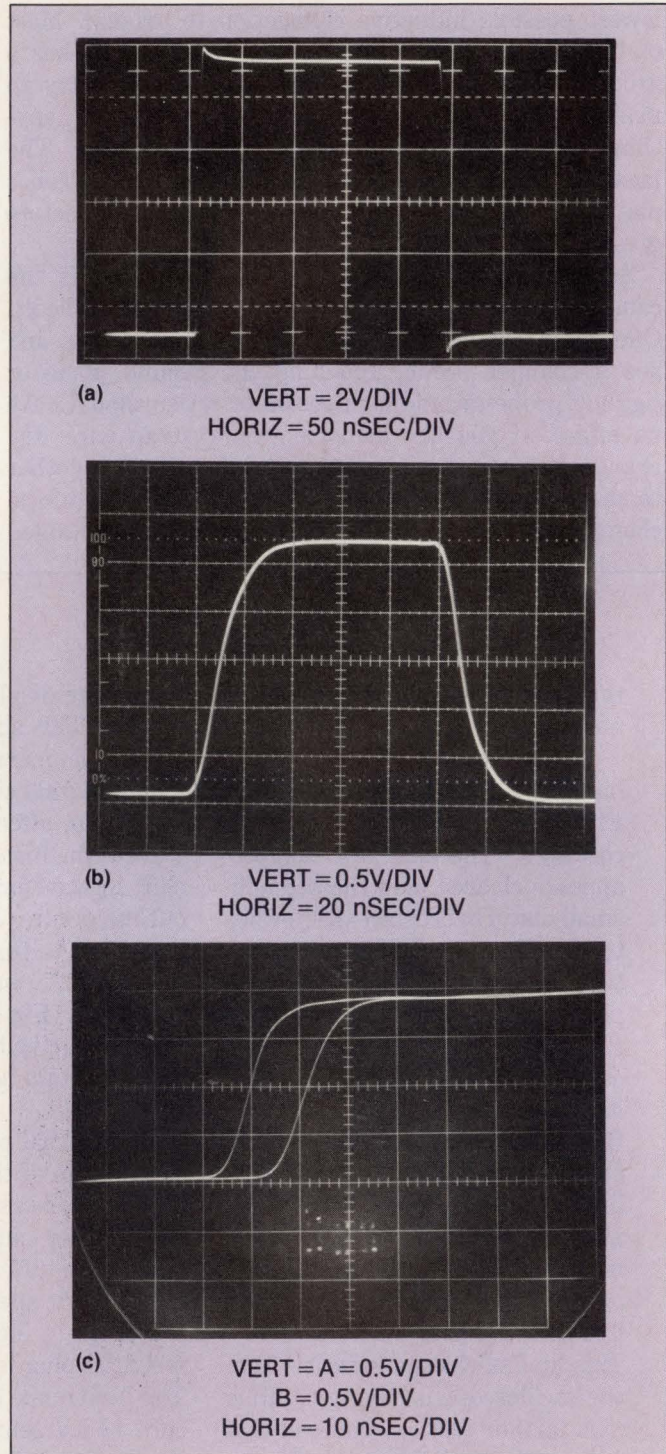 (a)
VERT = 2V/DIV
HORIZ = 50 nSEC/DIV
100
90
10
0%
(b)
VERT = 0.5V/DIV
HORIZ = 20 nSEC/DIV
(c)
VERT = A = 0.5V/DIV
B = 0.5V/DIV
HORIZ = 10 nSEC/DIV